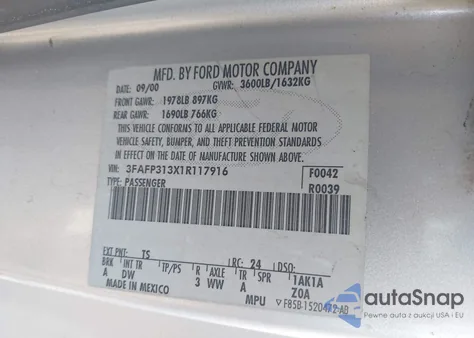 MFD. BY FORD MOTOR COMPANY
09/00 GVWR: 3600LB/1632KG
FRONT GAWR: 1978LB 897KG
REAR GAWR: 1690LB 766KG
THIS VEHICLE CONFORMS TO ALL APPLICABLE FEDERAL MOTOR
VEHICLE SAFETY, BUMPER, AND THEFT PREVENTION STANDARDS
IN EFFECT ON THE DATE OF MANUFACTURE SHOWN ABOVE.
VIN: 3FAFP313X1R117916 F0042
TYPE: PASSENGER R0039
EXT PNT: TS RC: 24 DSO:
BRK INT TR TP/PS R AXLE TR SPR 1AK1A
A DW 3 WW A Z0A
MADE IN MEXICO MPU F85B-1520472-AD
autaSnap
Pewne auta z aukcji USA i EU